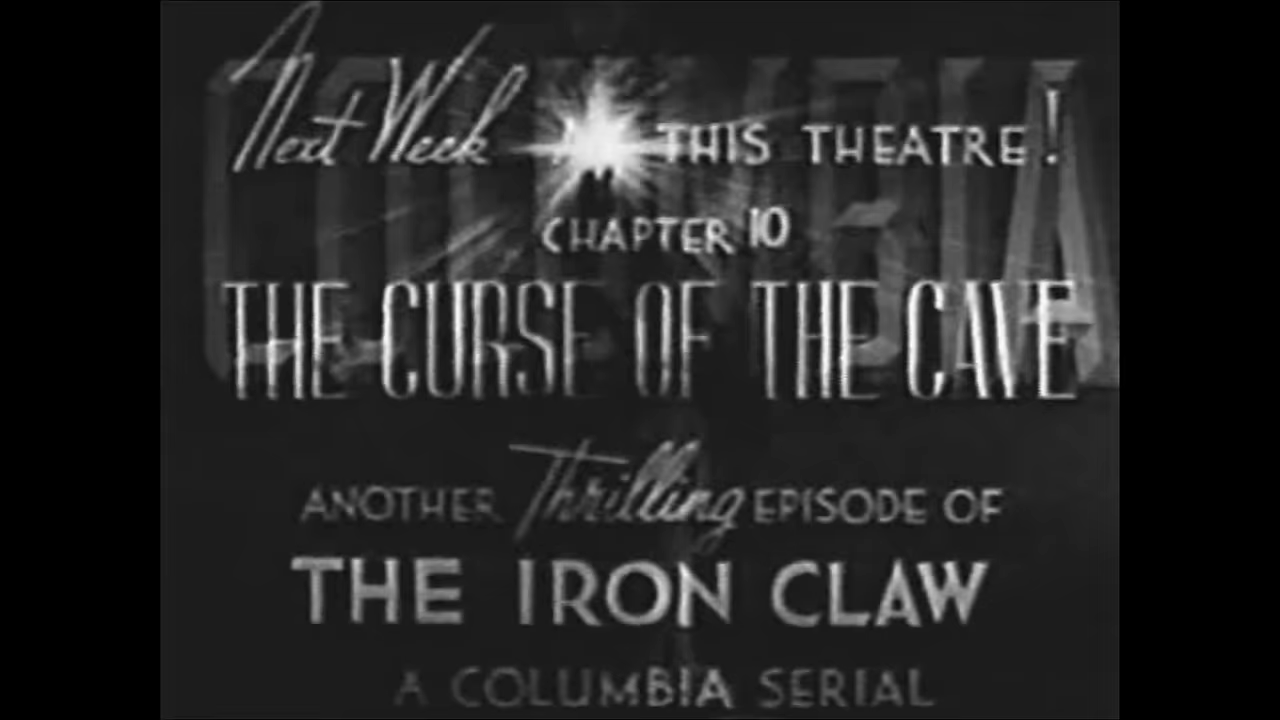 COLUMBIA
Next Week THIS THEATRE!
CHAPTER 10
THE CURSE OF THE CAVE
ANOTHER Thrilling EPISODE OF
THE IRON CLAW
A COLUMBIA SERIAL